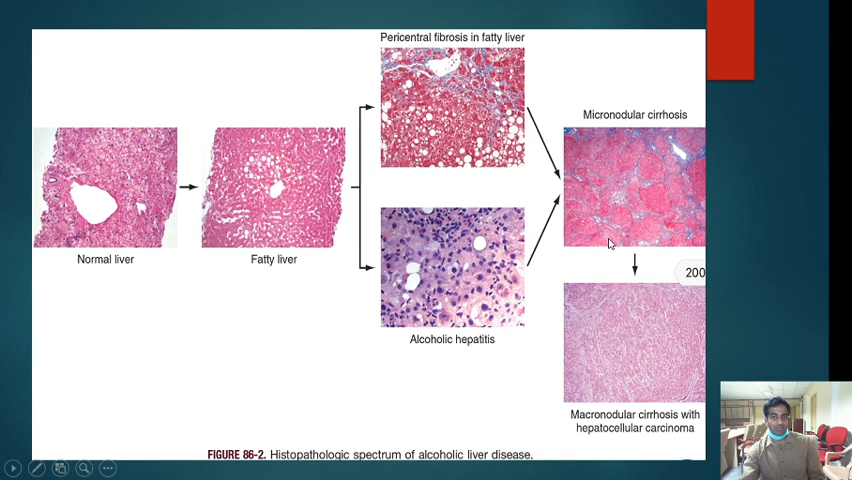 Pericentral fibrosis in fatty liver
Micronodular cirrhosis
Normal liver
Fatty liver
200
Alcoholic hepatitis
Macronodular cirrhosis with
hepatocellular carcinoma
FIGURE 86-2. Histopathologic spectrum of alcoholic liver disease.